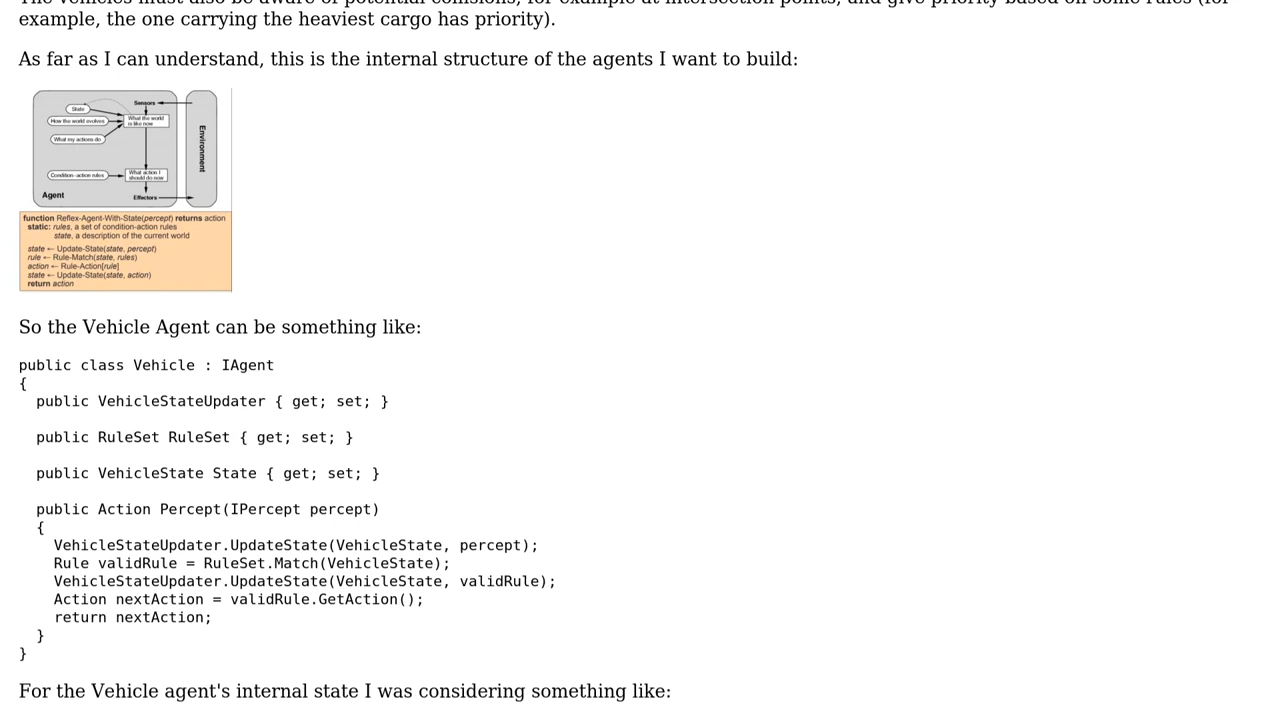 example, the one carrying the heaviest cargo has priority).
As far as I can understand, this is the internal structure of the agents I want to build:
Sensors
State
How the world evolves
What the world
is like now
What my actions do
Environment
Condition-action rules
What action I
should do now
Agent
Effectors
function Reflex-Agent-With-State(percept) returns action
static: rules, a set of condition-action rules
state, a description of the current world
state ← Update-State(state, percept)
rule ← Rule-Match(state, rules)
action ← Rule-Action[rule]
state ← Update-State(state, action)
return action
So the Vehicle Agent can be something like:
public class Vehicle : IAgent
{
public VehicleStateUpdater { get; set; }
public RuleSet RuleSet { get; set; }
public VehicleState State { get; set; }
public Action Percept(IPercept percept)
{
VehicleStateUpdater.UpdateState(VehicleState, percept);
Rule validRule = RuleSet.Match(VehicleState);
VehicleStateUpdater.UpdateState(VehicleState, validRule);
Action nextAction = validRule.GetAction();
return nextAction;
}
}
For the Vehicle agent's internal state I was considering something like: